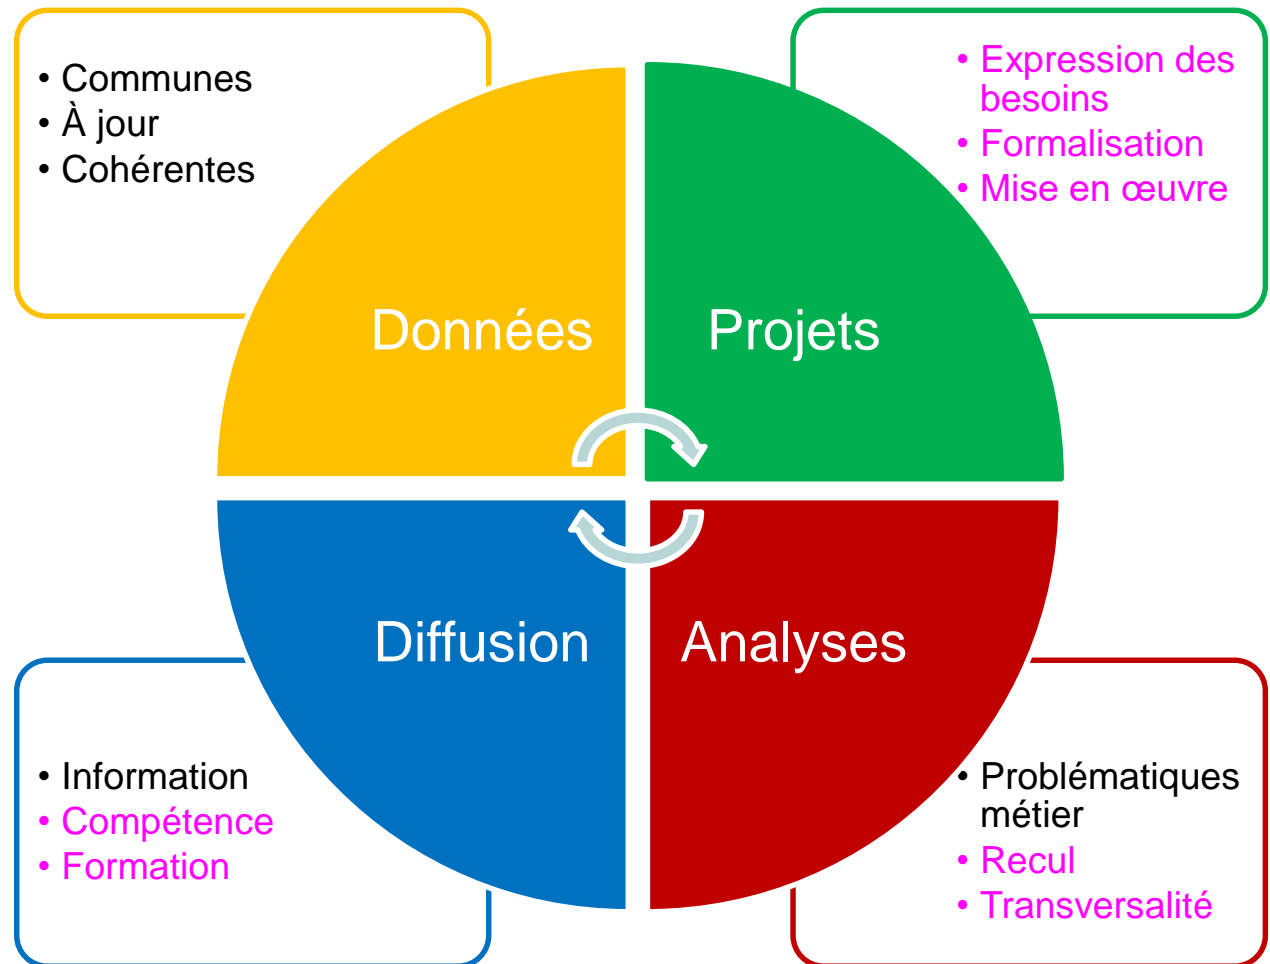 • Communes
• À jour
• Cohérentes
• Expression des
besoins
• Formalisation
• Mise en œuvre
Données
Projets
Diffusion
Analyses
• Information
• Compétence
• Formation
• Problématiques
métier
• Recul
• Transversalité